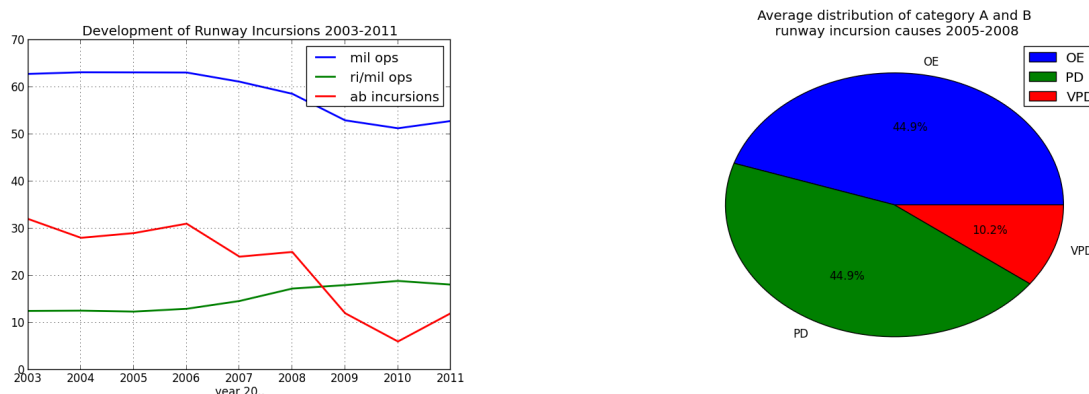 Development of Runway Incursions 2003-2011
70
60
50
40
30
20
10
0
mil ops
ri/mil ops
ab incursions
2003 2004 2005 2006 2007 2008 2009 2010 2011
year 20
Average distribution of category A and B
runway incursion causes 2005-2008
OE
PD
VPD
OE
44.9%
10.2%
VPD
44.9%
PD